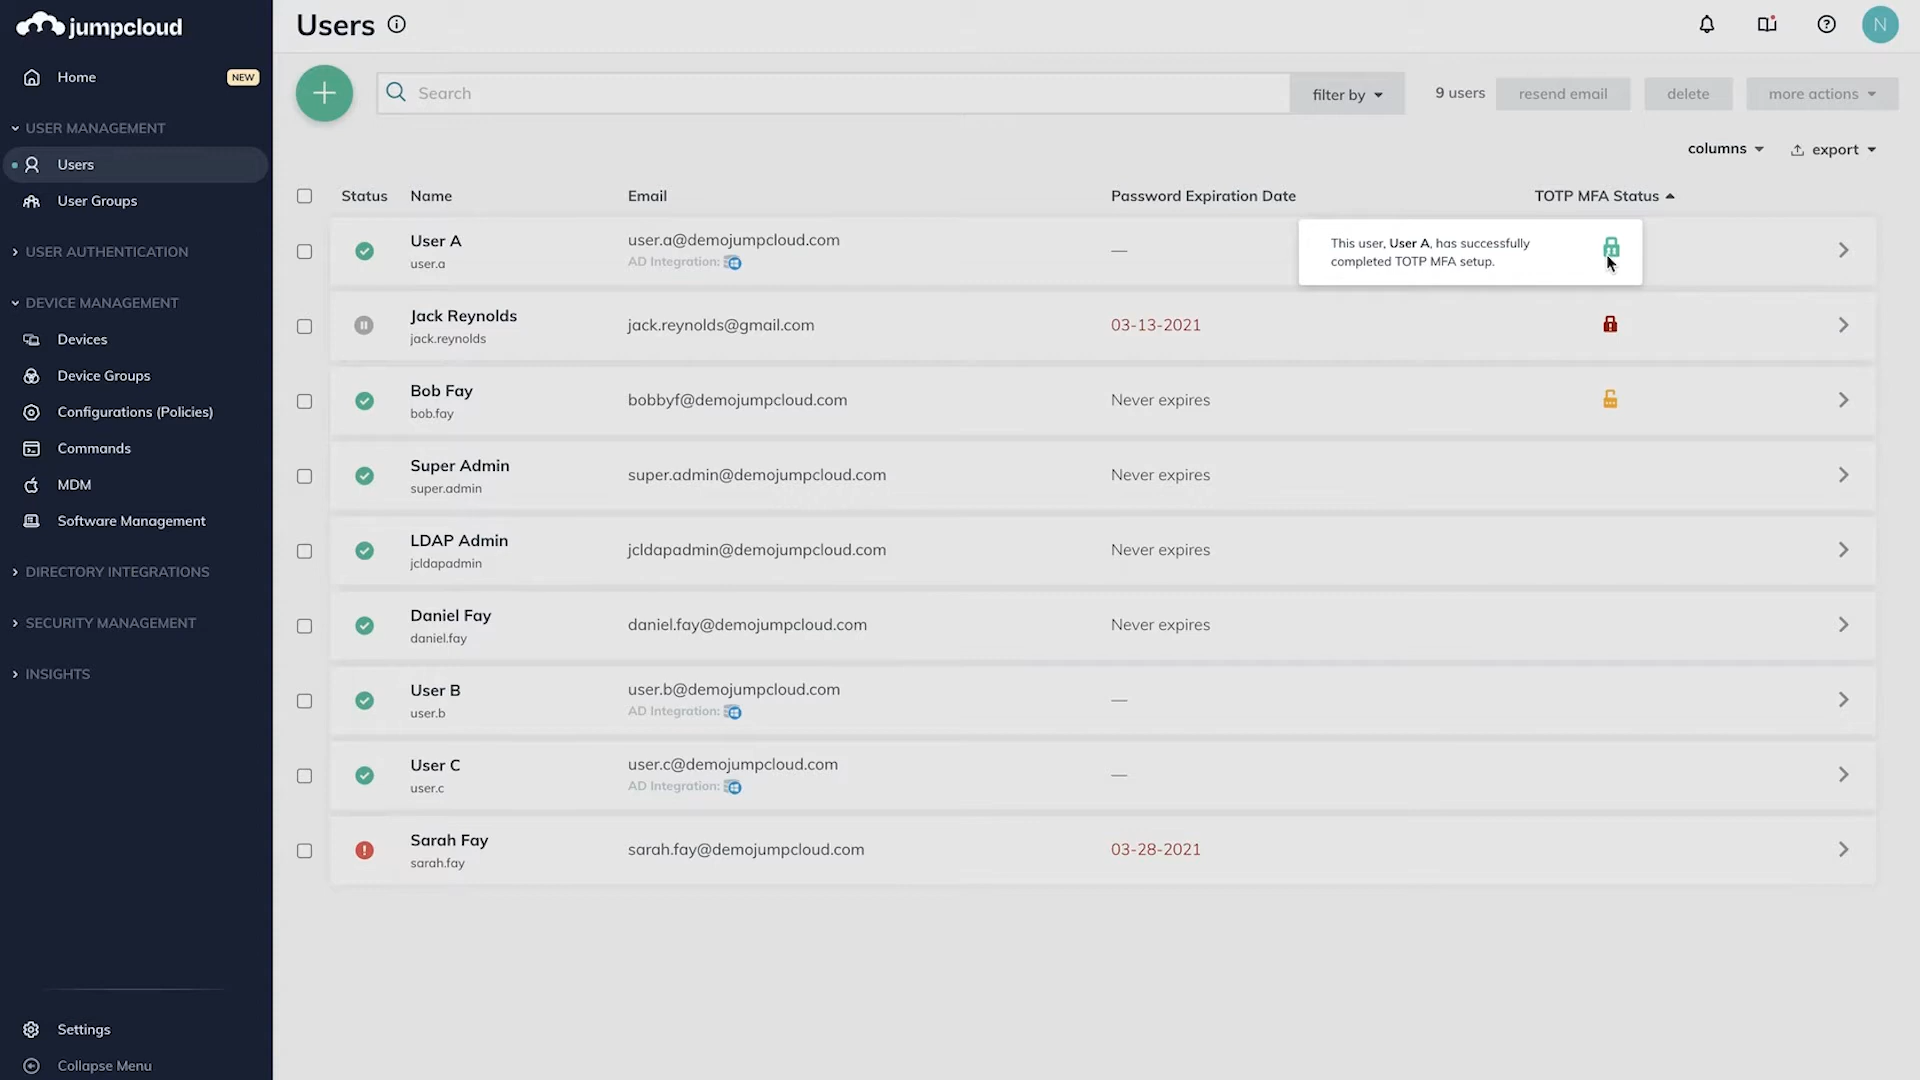 jumpcloud
Home
NEW
USER MANAGEMENT
Users
User Groups
USER AUTHENTICATION
DEVICE MANAGEMENT
Devices
Device Groups
Configurations (Policies)
Commands
MDM
Software Management
DIRECTORY INTEGRATIONS
SECURITY MANAGEMENT
INSIGHTS
Settings
Collapse Menu
Users
N
Search
filter by
9 users
resend email
delete
more actions
columns
export
Status Name Email Password Expiration Date TOTP MFA Status
User A
user.a
user.a@demojumpcloud.com
AD Integration:
—
This user, User A, has successfully
completed TOTP MFA setup.
Jack Reynolds
jack.reynolds
jack.reynolds@gmail.com
03-13-2021
Bob Fay
bob.fay
bobbyf@demojumpcloud.com
Never expires
Super Admin
super.admin
super.admin@demojumpcloud.com
Never expires
LDAP Admin
jcldapadmin
jcldapadmin@demojumpcloud.com
Never expires
Daniel Fay
daniel.fay
daniel.fay@demojumpcloud.com
Never expires
User B
user.b
user.b@demojumpcloud.com
AD Integration:
—
User C
user.c
user.c@demojumpcloud.com
AD Integration:
—
Sarah Fay
sarah.fay
sarah.fay@demojumpcloud.com
03-28-2021